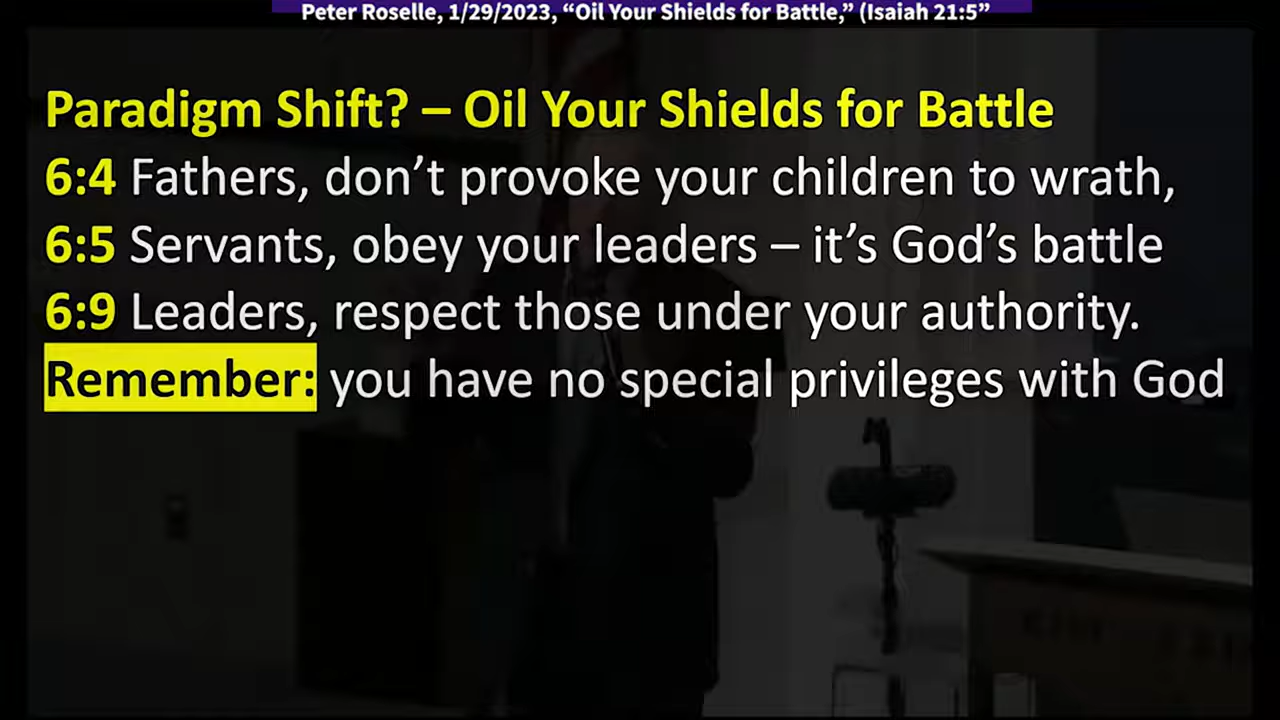 Peter Roselle, 1/29/2023, “Oil Your Shields for Battle,” (Isaiah 21:5”
Paradigm Shift? – Oil Your Shields for Battle
6:4 Fathers, don’t provoke your children to wrath,
6:5 Servants, obey your leaders – it’s God’s battle
6:9 Leaders, respect those under your authority.
Remember: you have no special privileges with God